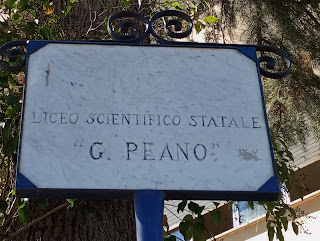 LICEO SCIENTIFICO STATALE
"G. PEANO"